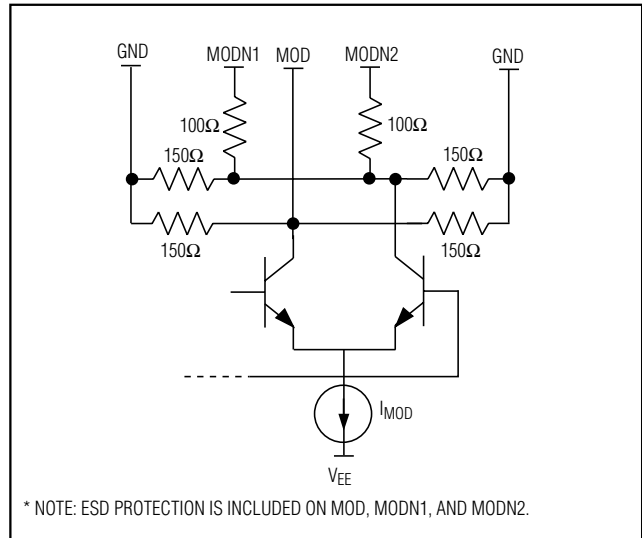 GND MODN1 MOD MODN2 GND
100Ω 100Ω
150Ω 150Ω
150Ω 150Ω
IMOD
VEE
* NOTE: ESD PROTECTION IS INCLUDED ON MOD, MODN1, AND MODN2.